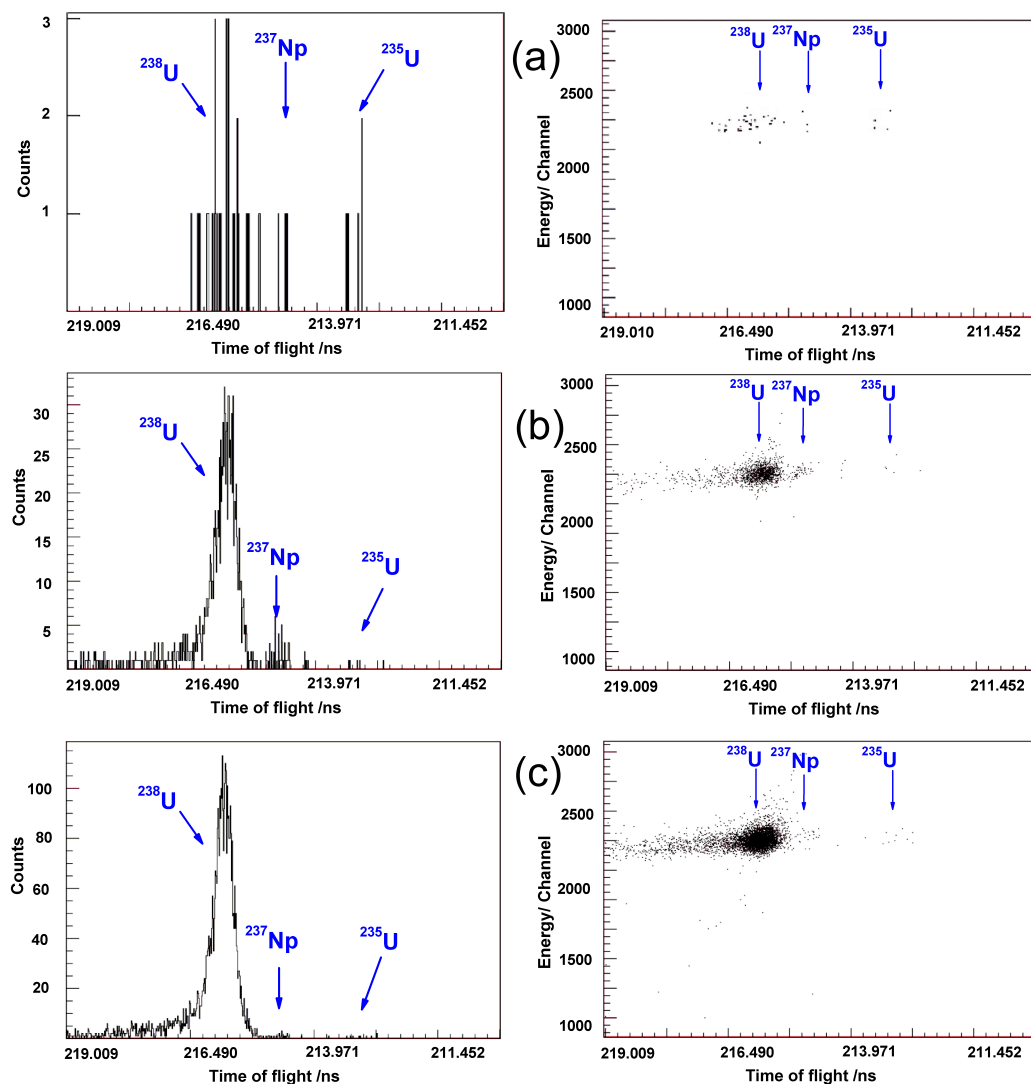 3
2
1
Counts
²³⁸U
²³⁷Np
²³⁵U
219.009
216.490
213.971
211.452
Time of flight /ns
(a)
3000
2500
2000
1500
1000
Energy/ Channel
²³⁸U
²³⁷Np
²³⁵U
219.010
216.490
213.971
211.452
Time of flight /ns
30
25
20
15
10
5
Counts
²³⁸U
²³⁷Np
²³⁵U
219.009
216.490
213.971
211.452
Time of flight /ns
(b)
3000
2500
2000
1500
1000
Energy/ Channel
²³⁸U
²³⁷Np
²³⁵U
219.009
216.490
213.971
211.452
Time of flight /ns
100
80
60
40
20
Counts
²³⁸U
²³⁷Np
²³⁵U
219.009
216.490
213.971
211.452
Time of flight /ns
(c)
3000
2500
2000
1500
1000
Energy/ Channel
²³⁸U
²³⁷Np
²³⁵U
219.009
216.490
213.971
211.452
Time of flight /ns